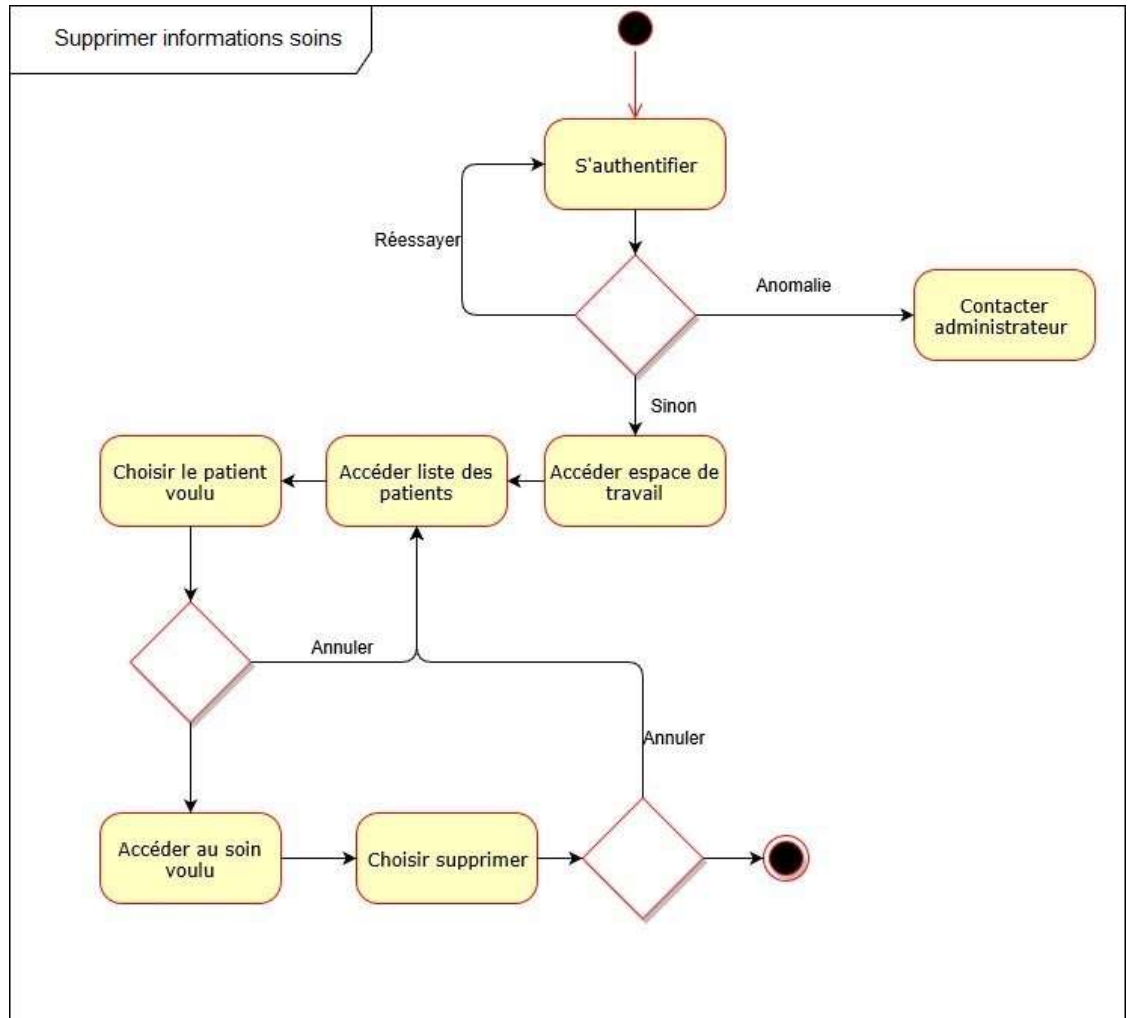 Supprimer informations soins
S'authentifier
Réessayer
Anomalie
Contacter
administrateur
Sinon
Choisir le patient
voulu
Accéder liste des
patients
Accéder espace de
travail
Annuler
Annuler
Accéder au soin
voulu
Choisir supprimer